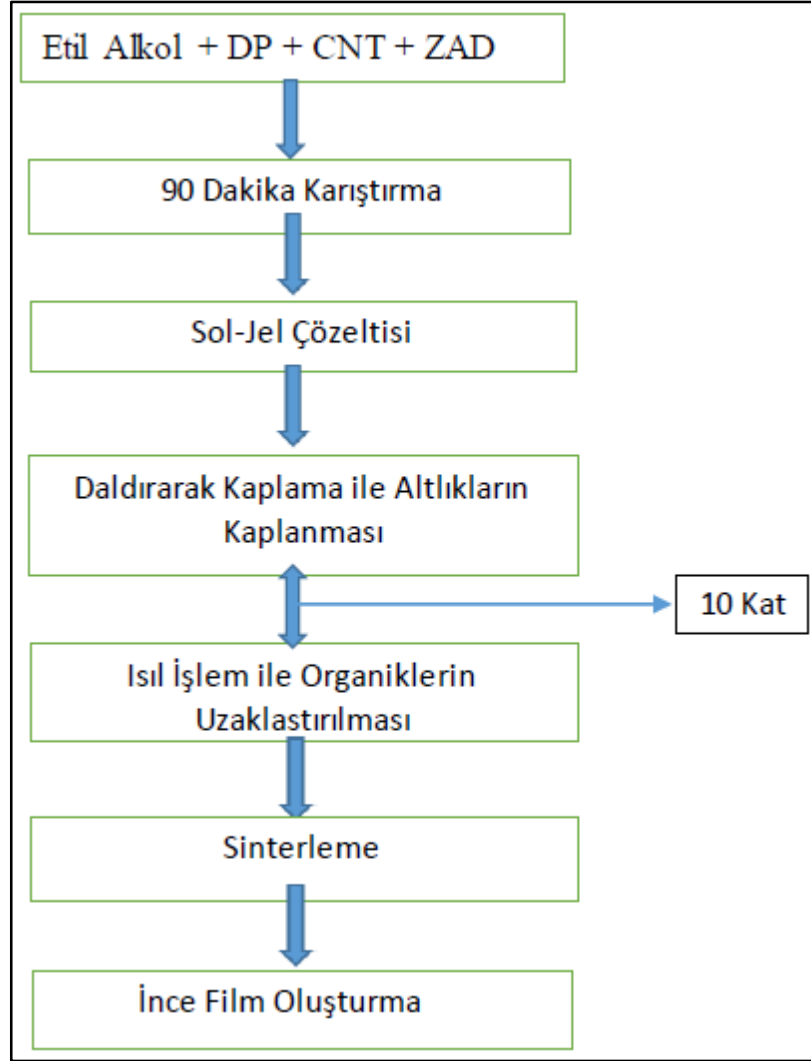 Etil Alkol + DP + CNT + ZAD
90 Dakika Karıştırma
Sol-Jel Çözeltisi
Daldırarak Kaplama ile Altlıkların
Kaplanması
10 Kat
Isıl İşlem ile Organiklerin
Uzaklastırılması
Sinterleme
İnce Film Oluşturma